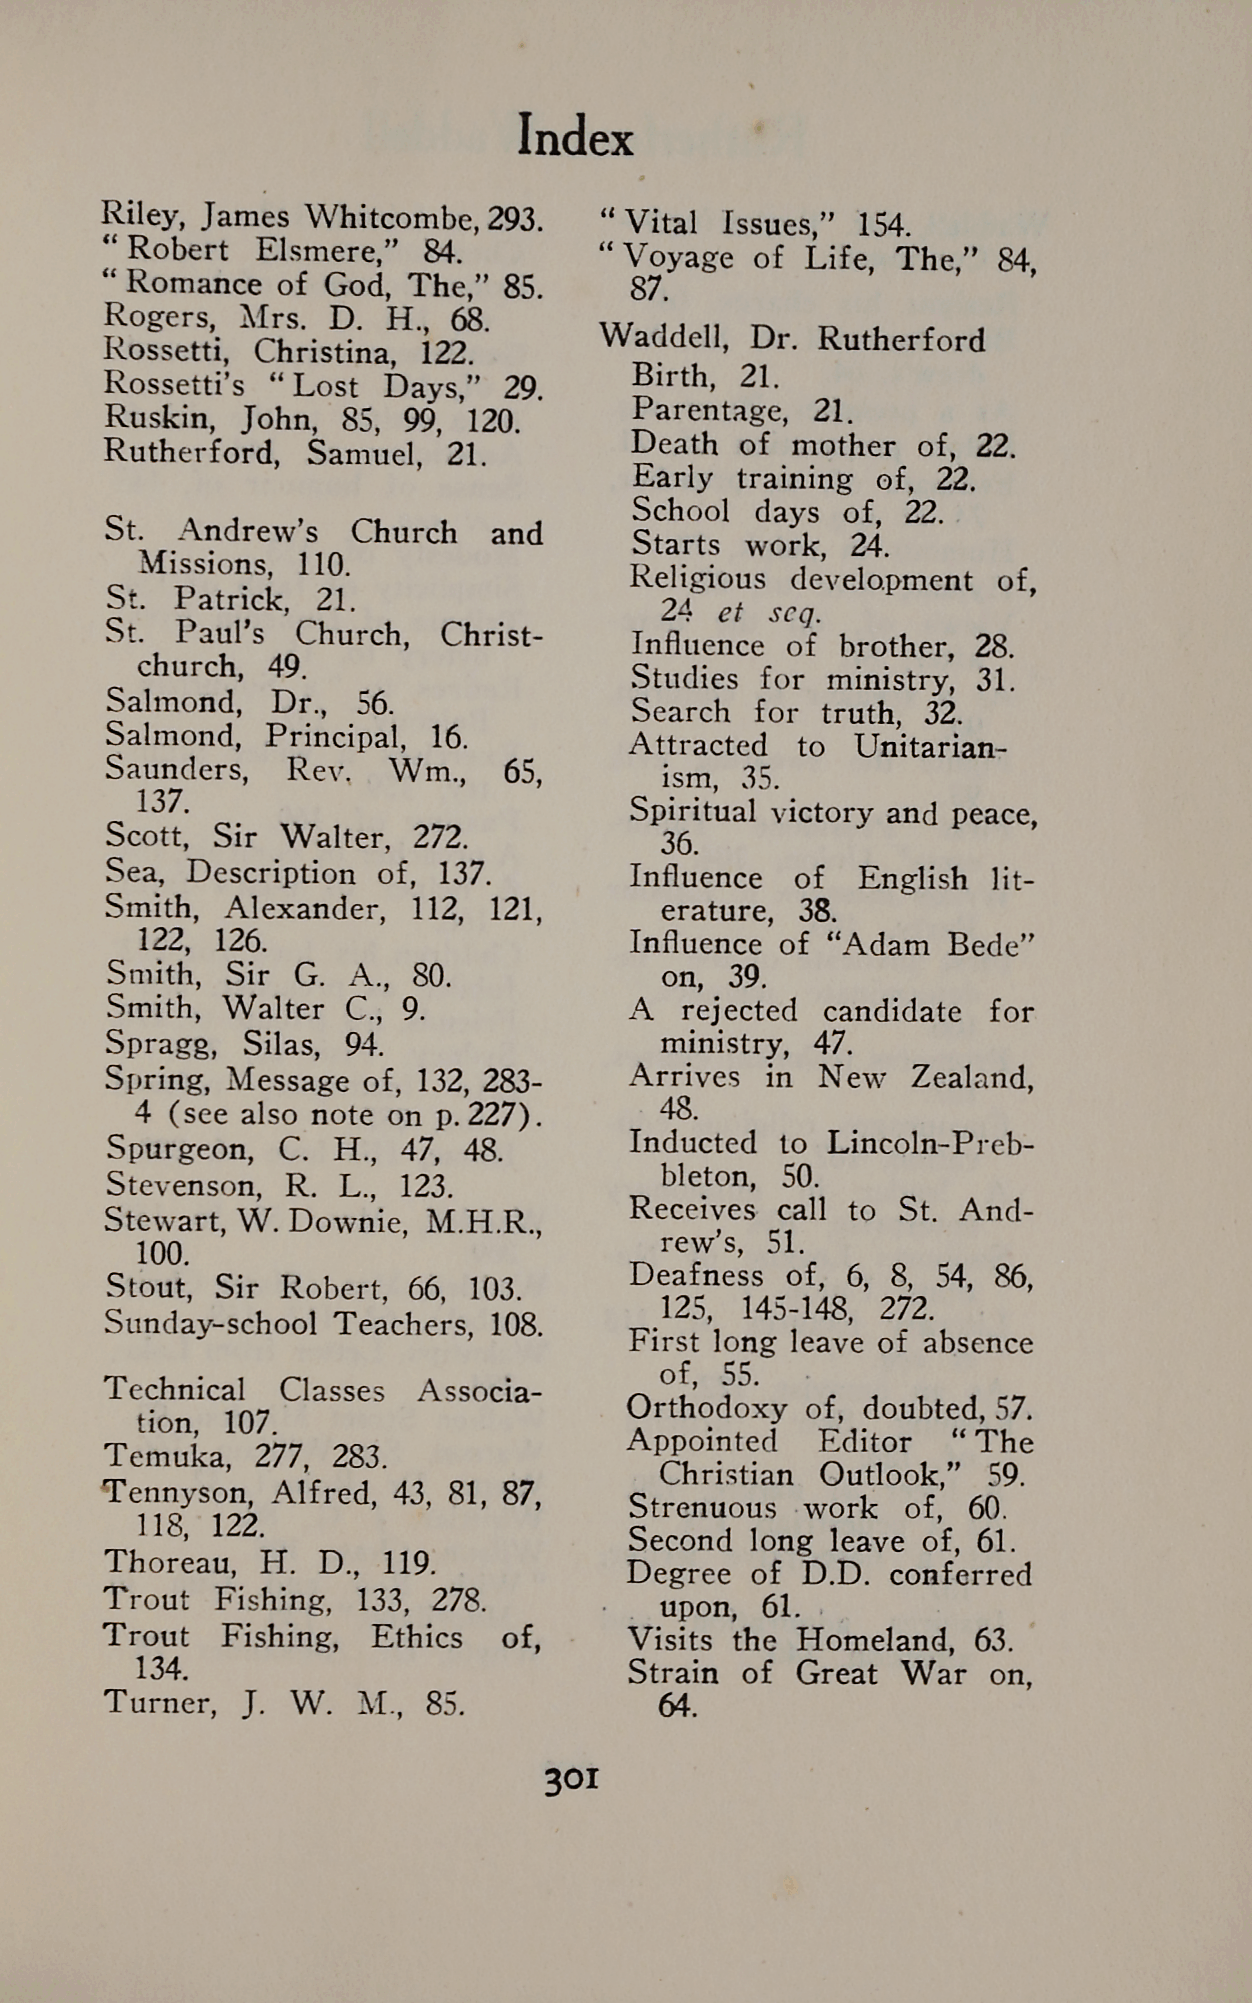 Index
Riley, James Whitcombe, 293.
“Robert Elsmere,” 84.
“Romance of God, The,” 85.
Rogers, Mrs. D. H., 68.
Rossetti, Christina, 122.
Rossetti's “Lost Days,” 29.
Ruskin, John, 85, 99, 120.
Rutherford, Samuel, 21.
St. Andrew's Church and
Missions, 110.
St. Patrick, 21.
St. Paul's Church, Christ-
church, 49.
Salmond, Dr., 56.
Salmond, Principal, 16.
Saunders, Rev. Wm., 65,
137.
Scott, Sir Walter, 272.
Sea, Description of, 137.
Smith, Alexander, 112, 121,
122, 126.
Smith, Sir G. A., 80.
Smith, Walter C., 9.
Spragg, Silas, 94.
Spring, Message of, 132, 283-
4 (see also note on p. 227).
Spurgeon, C. H., 47, 48.
Stevenson, R. L., 123.
Stewart, W. Downie, M.H.R.,
100.
Stout, Sir Robert, 66, 103.
Sunday-school Teachers, 108.
Technical Classes Associa-
tion, 107.
Temuka, 277, 283.
Tennyson, Alfred, 43, 81, 87,
118, 122.
Thoreau, H. D., 119.
Trout Fishing, 133, 278.
Trout Fishing, Ethics of,
134.
Turner, J. W. M., 85.
“Vital Issues,” 154.
“Voyage of Life, The,” 84,
87.
Waddell, Dr. Rutherford
Birth, 21.
Parentage, 21.
Death of mother of, 22.
Early training of, 22.
School days of, 22.
Starts work, 24.
Religious development of,
24 et seq.
Influence of brother, 28.
Studies for ministry, 31.
Search for truth, 32.
Attracted to Unitarian-
ism, 35.
Spiritual victory and peace,
36.
Influence of English lit-
erature, 38.
Influence of “Adam Bede”
on, 39.
A rejected candidate for
ministry, 47.
Arrives in New Zealand,
48.
Inducted to Lincoln-Preb-
bleton, 50.
Receives call to St. And-
rew's, 51.
Deafness of, 6, 8, 54, 86,
125, 145-148, 272.
First long leave of absence
of, 55.
Orthodoxy of, doubted, 57.
Appointed Editor “The
Christian Outlook,” 59.
Strenuous work of, 60.
Second long leave of, 61.
Degree of D.D. conferred
upon, 61.
Visits the Homeland, 63.
Strain of Great War on,
64.
301